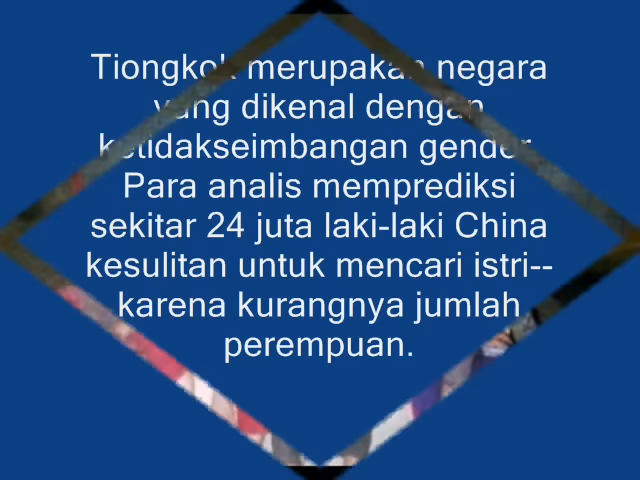 Tiongkok merupakan negara
yang dikenal dengan
ketidakseimbangan gender.
Para analis memprediksi
sekitar 24 juta laki-laki China
kesulitan untuk mencari istri--
karena kurangnya jumlah
perempuan.